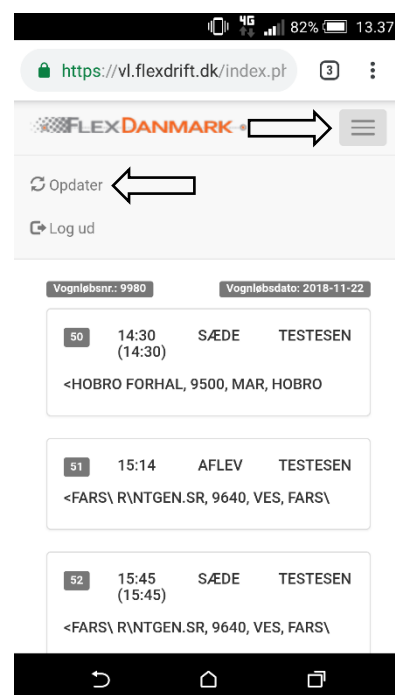 4G 82% 13.37
https://vl.flexdrift.dk/index.ph 3
FLEXDANMARK
Opdater
Log ud
Vognløbsnr.: 9980 Vognløbsdato: 2018-11-22
50 14:30 SÆDE TESTESEN
(14:30)
<HOBRO FORHAL, 9500, MAR, HOBRO
51 15:14 AFLEV TESTESEN
<FARS\ R\NTGEN.SR, 9640, VES, FARS\
52 15:45 SÆDE TESTESEN
(15:45)
<FARS\ R\NTGEN.SR, 9640, VES, FARS\